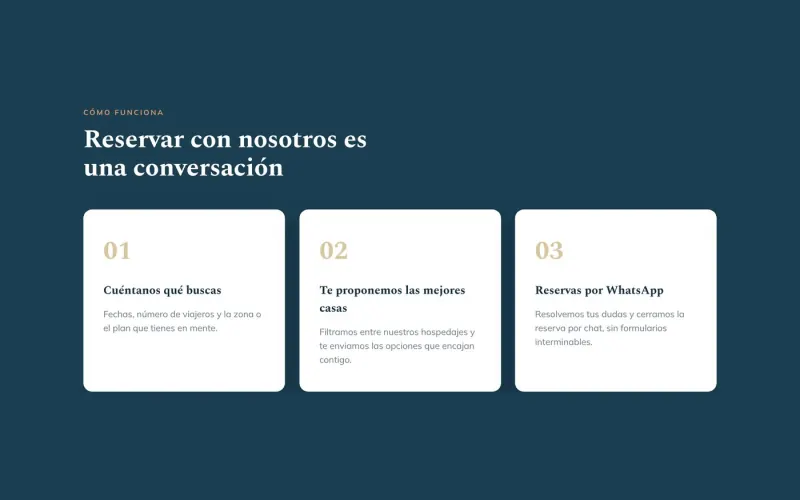 CÓMO FUNCIONA
Reservar con nosotros es
una conversación
01
Cuéntanos qué buscas
Fechas, número de viajeros y la zona o
el plan que tienes en mente.
02
Te proponemos las mejores
casas
Filtramos entre nuestros hospedajes y
te enviamos las opciones que encajan
contigo.
03
Reservas por WhatsApp
Resolvemos tus dudas y cerramos la
reserva por chat, sin formularios
interminables.